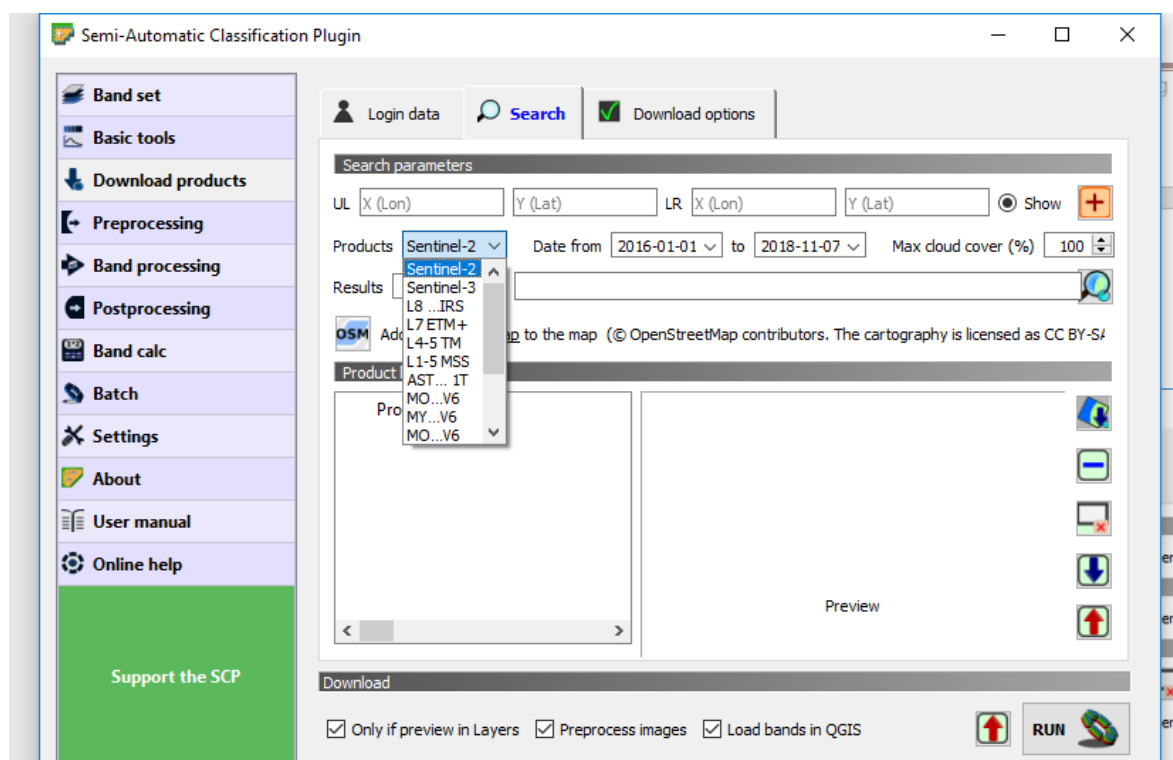 Semi-Automatic Classification Plugin
Band set
Basic tools
Download products
Preprocessing
Band processing
Postprocessing
Band calc
Batch
Settings
About
User manual
Online help
Support the SCP
Login data Search Download options
Search parameters
UL X (Lon) Y (Lat) LR X (Lon) Y (Lat) Show
Products Sentinel-2 Date from 2016-01-01 to 2018-11-07 Max cloud cover (%) 100
Sentinel-2
Sentinel-3
L8 ...IRS
L7 ETM+
L4-5 TM
L1-5 MSS
AST... 1T
MO...V6
MY...V6
MO...V6
Results
OSM to the map (© OpenStreetMap contributors. The cartography is licensed as CC BY-SA
Product
Preview
Download
Only if preview in Layers Preprocess images Load bands in QGIS RUN